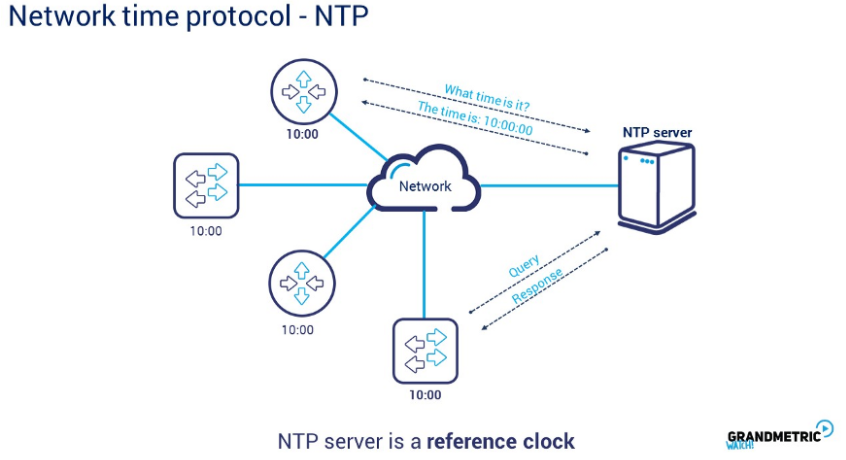 Network time protocol - NTP
What time is it?
The time is: 10:00:00
10:00
NTP server
Network
10:00
Query
Response
10:00
10:00
NTP server is a reference clock
GRANDMETRIC
WATCH!